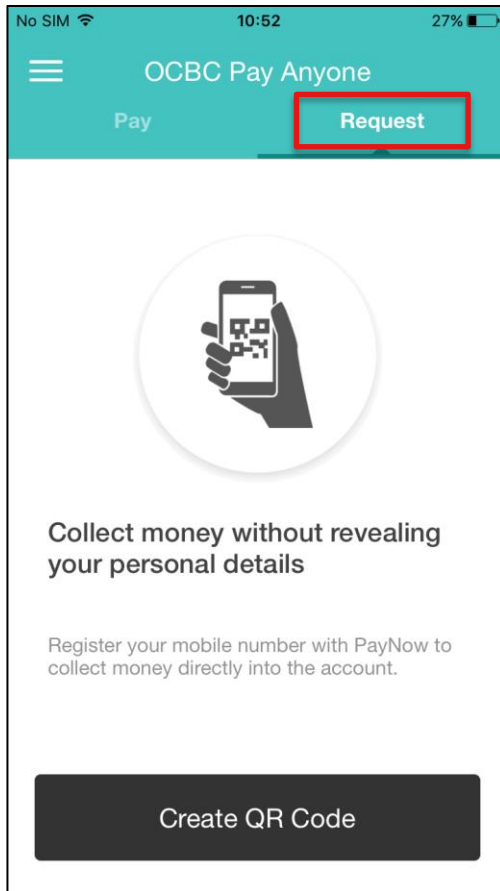 No SIM 10:52 27%
OCBC Pay Anyone
Pay Request
Collect money without revealing
your personal details
Register your mobile number with PayNow to
collect money directly into the account.
Create QR Code